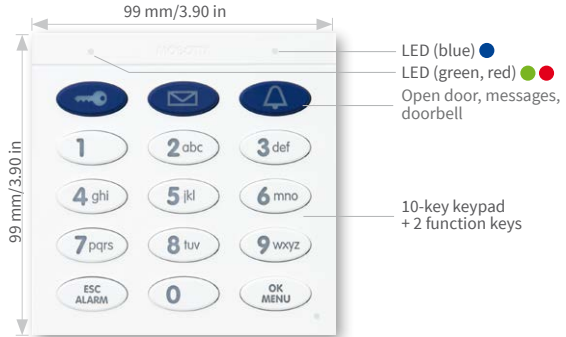 99 mm/3.90 in
MOBOTIX
LED (blue)
LED (green, red)
Open door, messages,
doorbell
1
2 abc
3 def
99 mm/3.90 in
4 ghi
5 jkl
6 mno
10-key keypad
+ 2 function keys
7 pqrs
8 tuv
9 wxyz
ESC
ALARM
0
OK
MENU